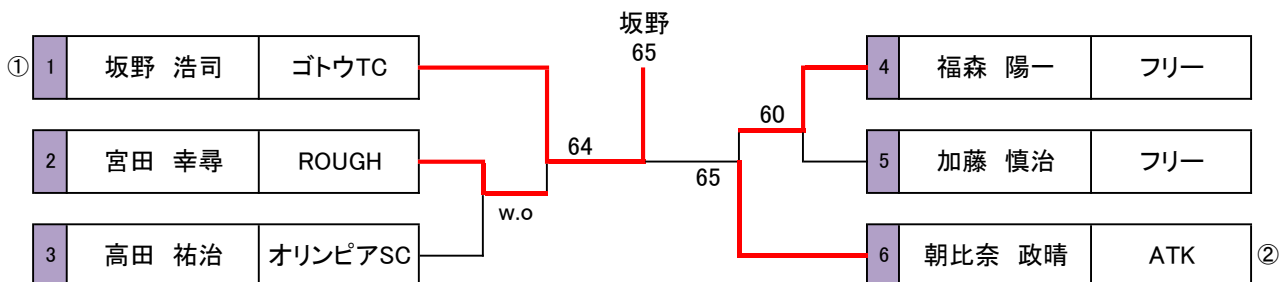 坂野
65
① 1 坂野 浩司 ゴトウTC
4 福森 陽一 フリー
60
64
2 宮田 幸尋 ROUGH
5 加藤 慎治 フリー
65
w.o
3 高田 祐治 オリンピアSC
6 朝比奈 政晴 ATK ②